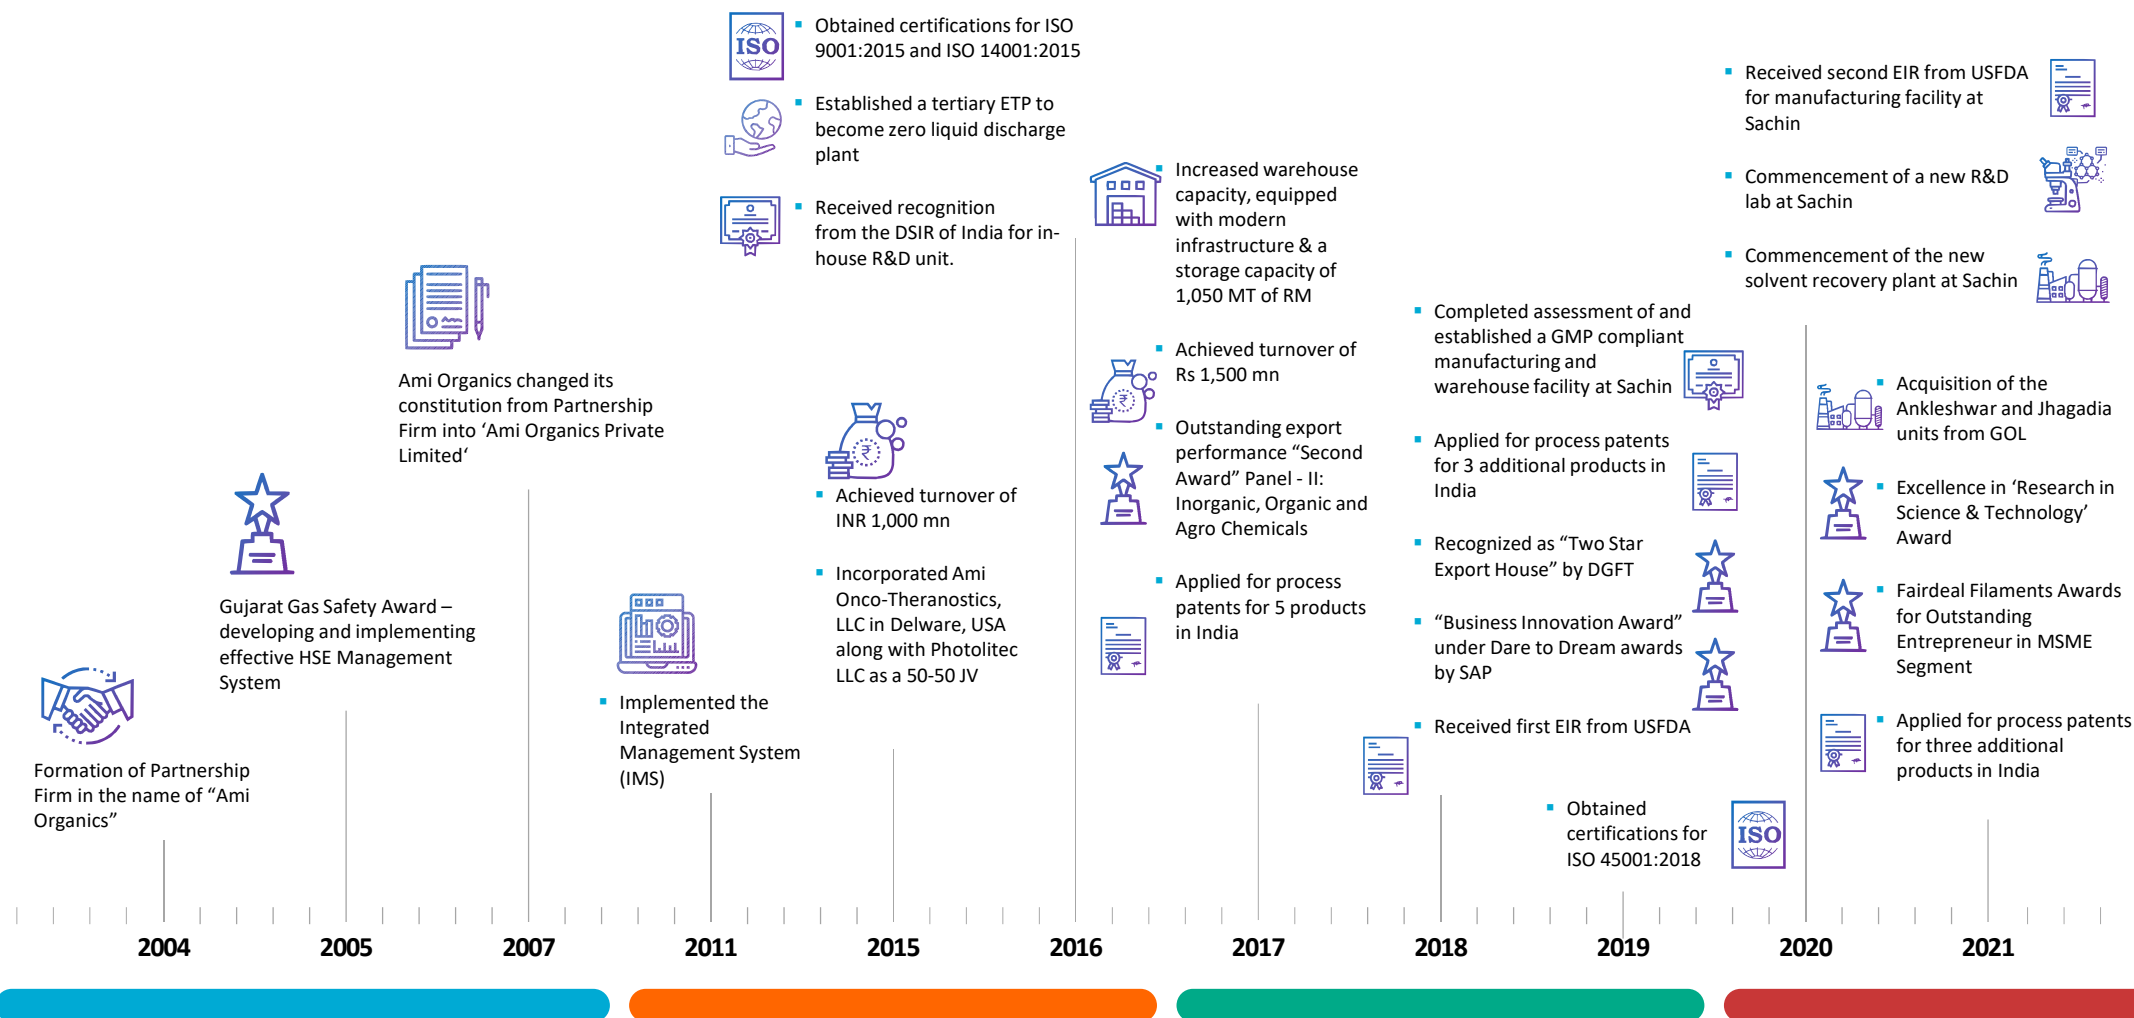 Formation of Partnership
Firm in the name of “Ami
Organics”
Gujarat Gas Safety Award –
developing and implementing
effective HSE Management
System
Ami Organics changed its
constitution from Partnership
Firm into ‘Ami Organics Private
Limited‘
▪ Implemented the
Integrated
Management System
(IMS)
▪ Achieved turnover of
INR 1,000 mn
▪ Incorporated Ami
Onco-Theranostics,
LLC in Delware, USA
along with Photolitec
LLC as a 50-50 JV
ISO
▪ Obtained certifications for ISO
9001:2015 and ISO 14001:2015
▪ Established a tertiary ETP to
become zero liquid discharge
plant
▪ Received recognition
from the DSIR of India for in-
house R&D unit.
▪ Increased warehouse
capacity, equipped
with modern
infrastructure & a
storage capacity of
1,050 MT of RM
▪ Achieved turnover of
Rs 1,500 mn
▪ Outstanding export
performance “Second
Award” Panel - II:
Inorganic, Organic and
Agro Chemicals
▪ Applied for process
patents for 5 products
in India
▪ Completed assessment of and
established a GMP compliant
manufacturing and
warehouse facility at Sachin
▪ Applied for process patents
for 3 additional products in
India
▪ Recognized as “Two Star
Export House” by DGFT
▪ “Business Innovation Award”
under Dare to Dream awards
by SAP
▪ Received first EIR from USFDA
▪ Obtained
certifications for
ISO 45001:2018
ISO
▪ Received second EIR from USFDA
for manufacturing facility at
Sachin
▪ Commencement of a new R&D
lab at Sachin
▪ Commencement of the new
solvent recovery plant at Sachin
▪ Acquisition of the
Ankleshwar and Jhagadia
units from GOL
▪ Excellence in ‘Research in
Science & Technology’
Award
▪ Fairdeal Filaments Awards
for Outstanding
Entrepreneur in MSME
Segment
▪ Applied for process patents
for three additional
products in India
2004 2005 2007 2011 2015 2016 2017 2018 2019 2020 2021